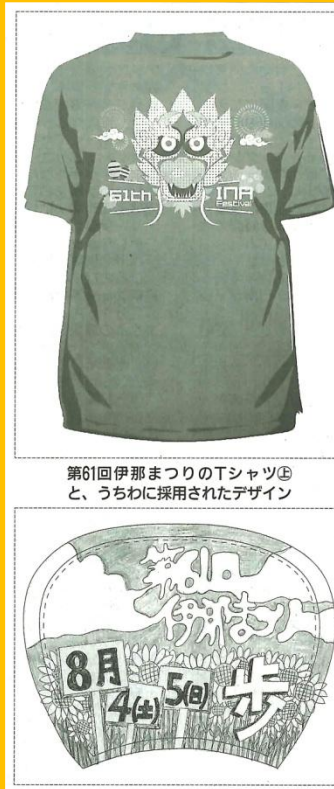 61th INA
Festival
第61回伊那まつりのTシャツ㊤
と、うちわに採用されたデザイン
第61回
伊那まつり
8月
4(土)
5(日)
歩